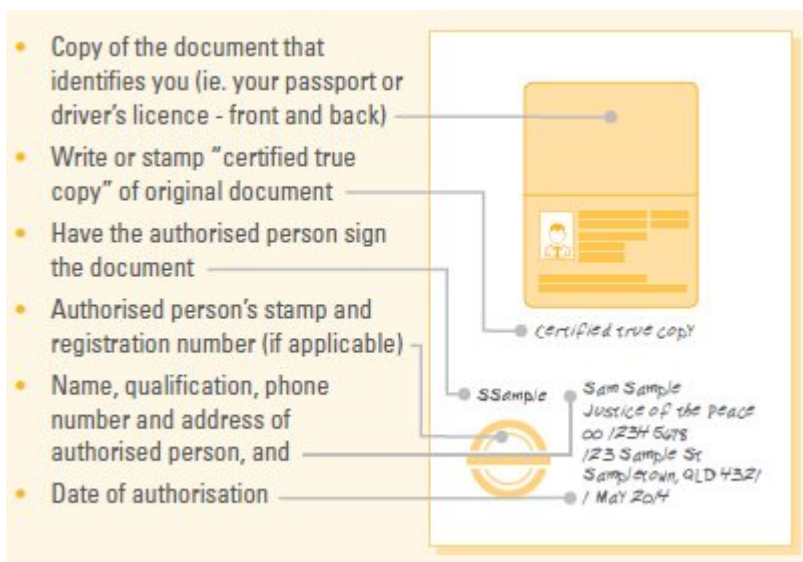 • Copy of the document that
identifies you (ie. your passport or
driver's licence - front and back)
• Write or stamp "certified true
copy" of original document
• Have the authorised person sign
the document
• Authorised person's stamp and
registration number (if applicable)
• Name, qualification, phone
number and address of
authorised person, and
• Date of authorisation
certified true copy
SSample
Sam Sample
Justice of the Peace
00 1234 5678
123 Sample St
Sampletown, QLD 4321
1 May 2014